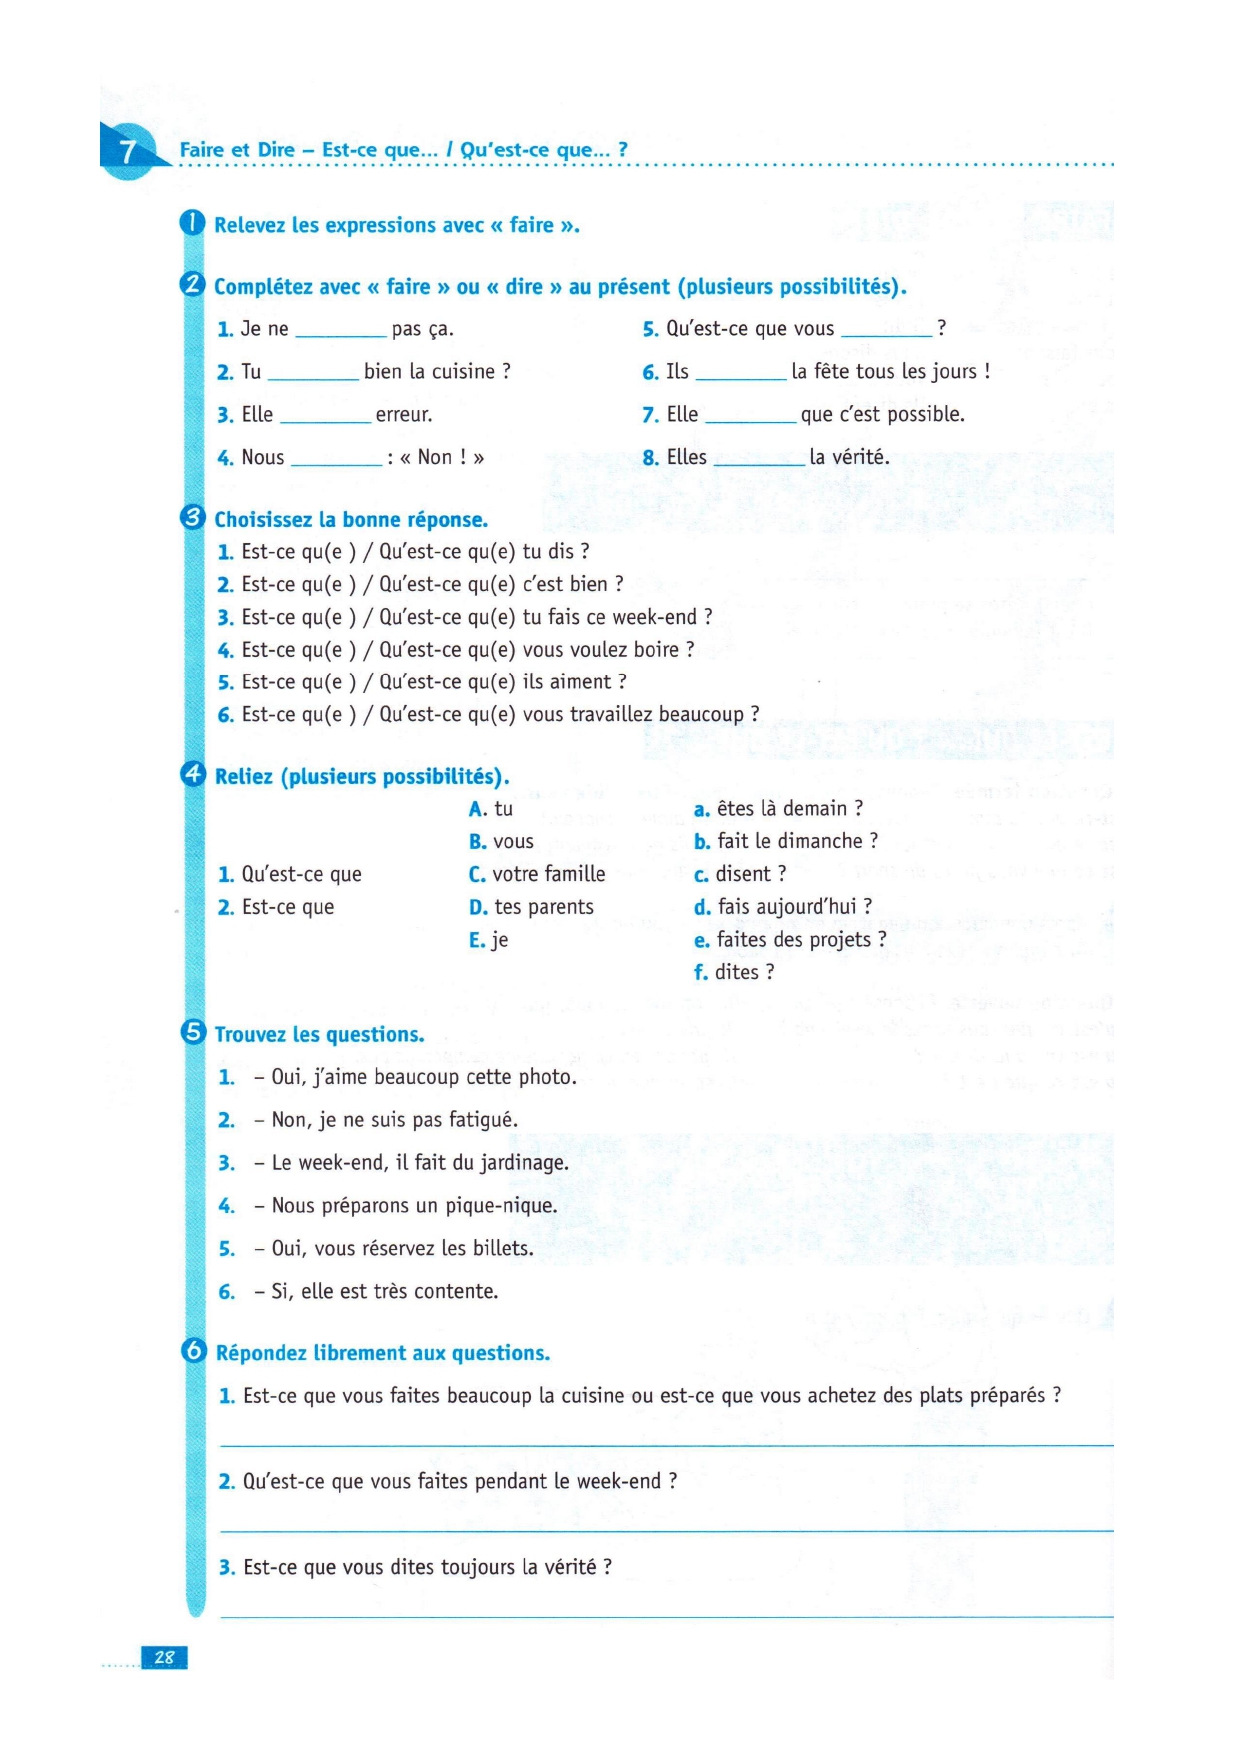 7 Faire et Dire – Est-ce que... / Qu'est-ce que... ?
1 Relevez les expressions avec « faire ».
2 Complétez avec « faire » ou « dire » au présent (plusieurs possibilités).
1. Je ne ________ pas ça.
5. Qu'est-ce que vous ________ ?
2. Tu ________ bien la cuisine ?
6. Ils ________ la fête tous les jours !
3. Elle ________ erreur.
7. Elle ________ que c'est possible.
4. Nous ________ : « Non ! »
8. Elles ________ la vérité.
3 Choisissez la bonne réponse.
1. Est-ce qu(e ) / Qu'est-ce qu(e) tu dis ?
2. Est-ce qu(e ) / Qu'est-ce qu(e) c'est bien ?
3. Est-ce qu(e ) / Qu'est-ce qu(e) tu fais ce week-end ?
4. Est-ce qu(e ) / Qu'est-ce qu(e) vous voulez boire ?
5. Est-ce qu(e ) / Qu'est-ce qu(e) ils aiment ?
6. Est-ce qu(e ) / Qu'est-ce qu(e) vous travaillez beaucoup ?
4 Reliez (plusieurs possibilités).
A. tu a. êtes là demain ?
B. vous b. fait le dimanche ?
1. Qu'est-ce que C. votre famille c. disent ?
2. Est-ce que D. tes parents d. fais aujourd'hui ?
E. je e. faites des projets ?
f. dites ?
5 Trouvez les questions.
1. – Oui, j'aime beaucoup cette photo.
2. – Non, je ne suis pas fatigué.
3. – Le week-end, il fait du jardinage.
4. – Nous préparons un pique-nique.
5. – Oui, vous réservez les billets.
6. – Si, elle est très contente.
6 Répondez librement aux questions.
1. Est-ce que vous faites beaucoup la cuisine ou est-ce que vous achetez des plats préparés ?
2. Qu'est-ce que vous faites pendant le week-end ?
3. Est-ce que vous dites toujours la vérité ?
28